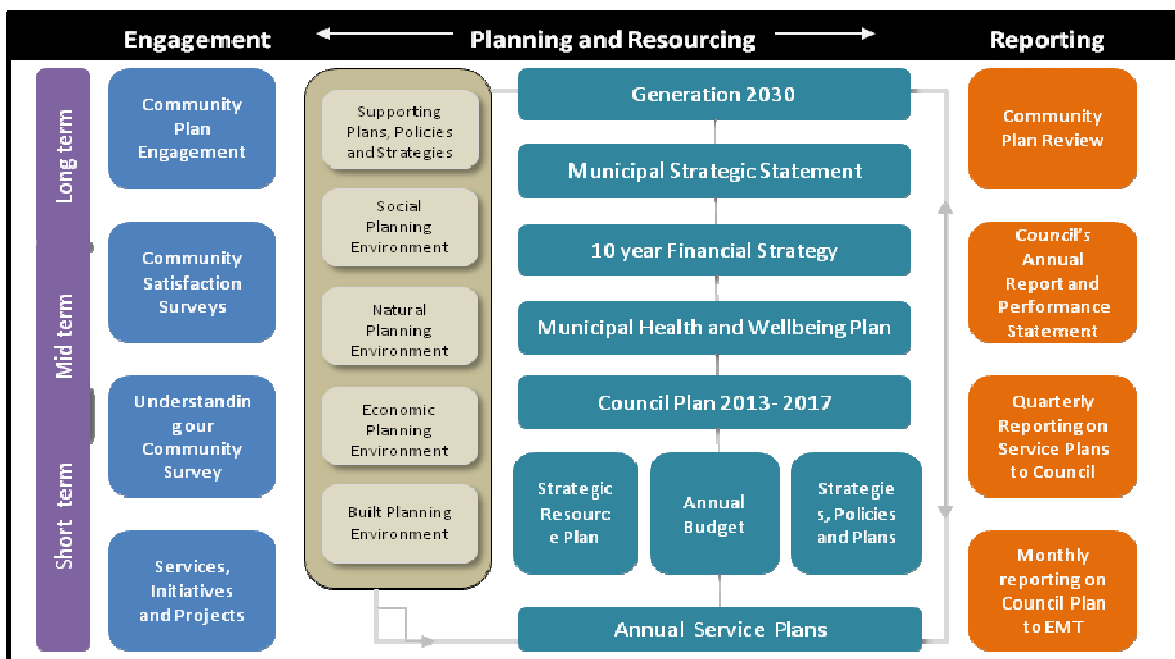 Engagement
Planning and Resourcing
Reporting
Long term
Mid term
Short term
Community
Plan
Engagement
Community
Satisfaction
Surveys
Understandin
g our
Community
Survey
Services,
Initiatives
and Projects
Supporting
Plans, Policies
and Strategies
Social
Planning
Environment
Natural
Planning
Environment
Economic
Planning
Environment
Built Planning
Environment
Generation 2030
Municipal Strategic Statement
10 year Financial Strategy
Municipal Health and Wellbeing Plan
Council Plan 2013- 2017
Strategic
Resourc
e Plan
Annual
Budget
Strategie
s, Policies
and Plans
Annual Service Plans
Community
Plan Review
Council's
Annual
Report and
Performance
Statement
Quarterly
Reporting on
Service Plans
to Council
Monthly
reporting on
Council Plan
to EMT